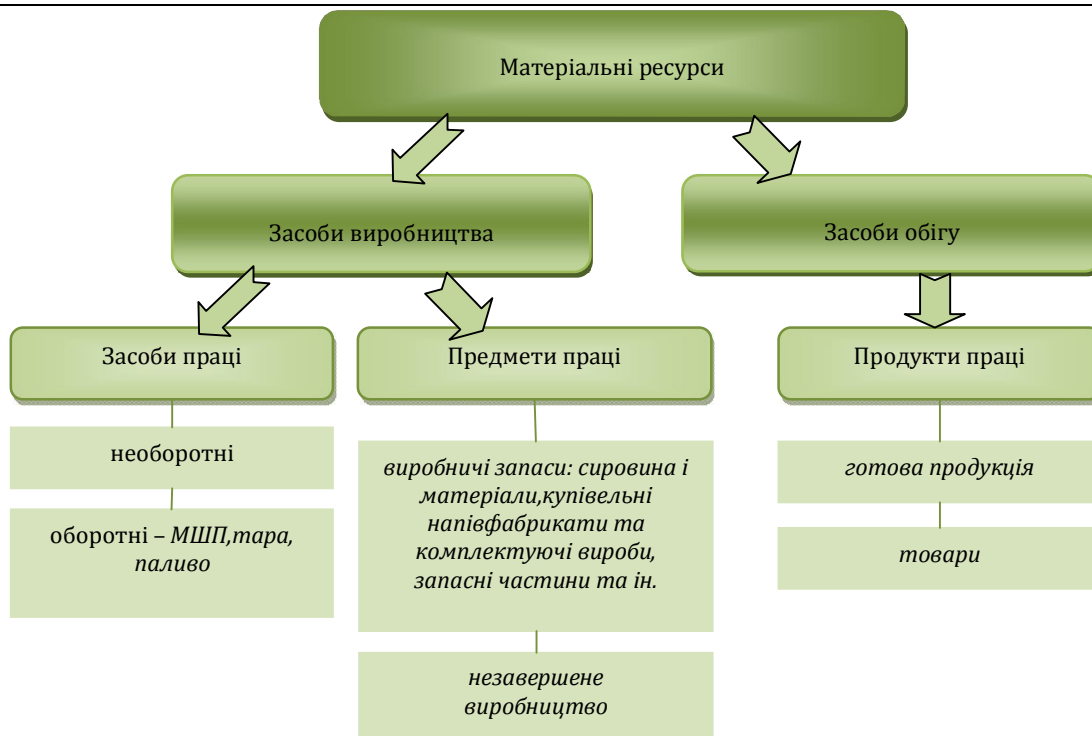 Матеріальні ресурси
Засоби виробництва
Засоби обігу
Засоби праці
Предмети праці
Продукти праці
необоротні
оборотні – МШП,тара,
паливо
виробничі запаси: сировина і
матеріали,купівельні
напівфабрикати та
комплектуючі вироби,
запасні частини та ін.
незавершене
виробництво
готова продукція
товари